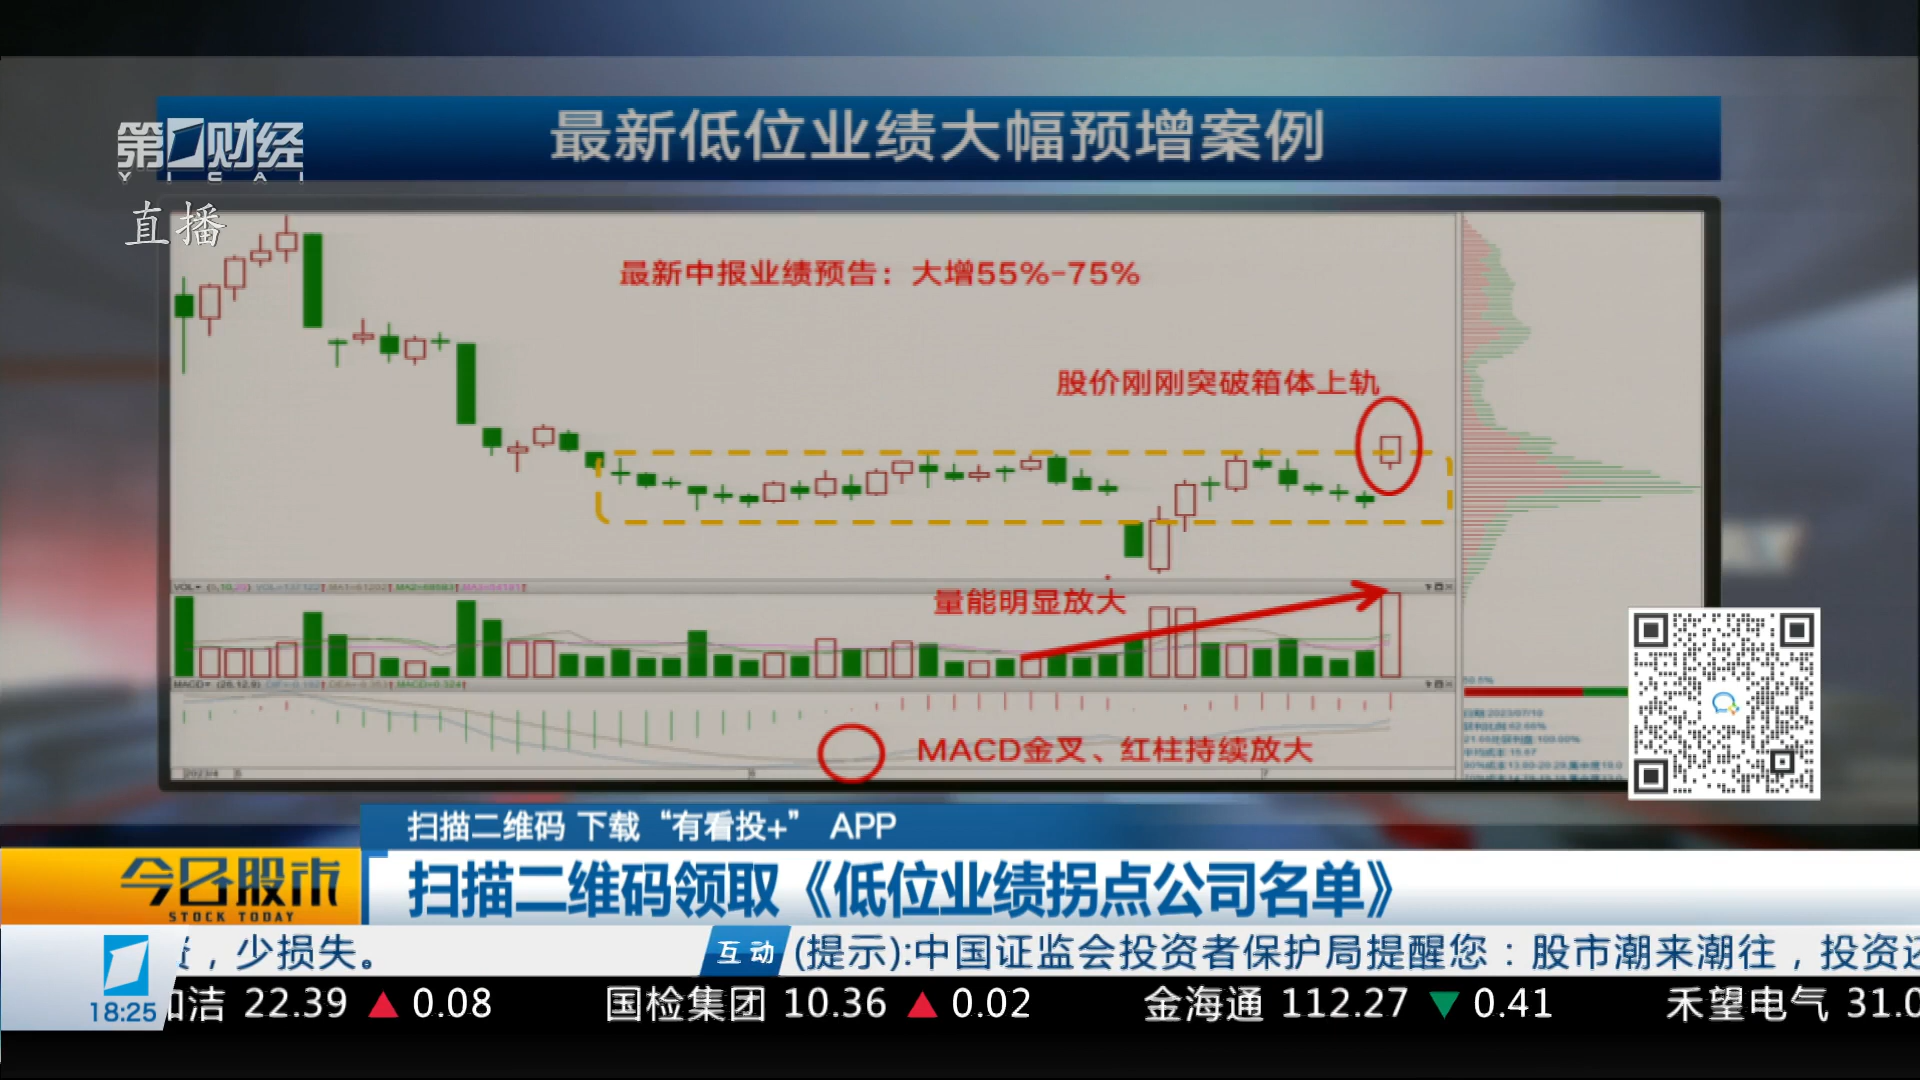 最新低位业绩大幅预增案例
第一财经
YICAI
直播
最新中报业绩预告：大增55%-75%
股价刚刚突破箱体上轨
量能明显放大
MACD金叉、红柱持续放大
扫描二维码 下载“有看投+” APP
今日股市
STOCK TODAY
扫描二维码领取《低位业绩拐点公司名单》
，少损失。
互动
(提示):中国证监会投资者保护局提醒您：股市潮来潮往，投资还
18:25
洁 22.39 ▲ 0.08 国检集团 10.36 ▲ 0.02 金海通 112.27 ▼ 0.41 禾望电气 31.0